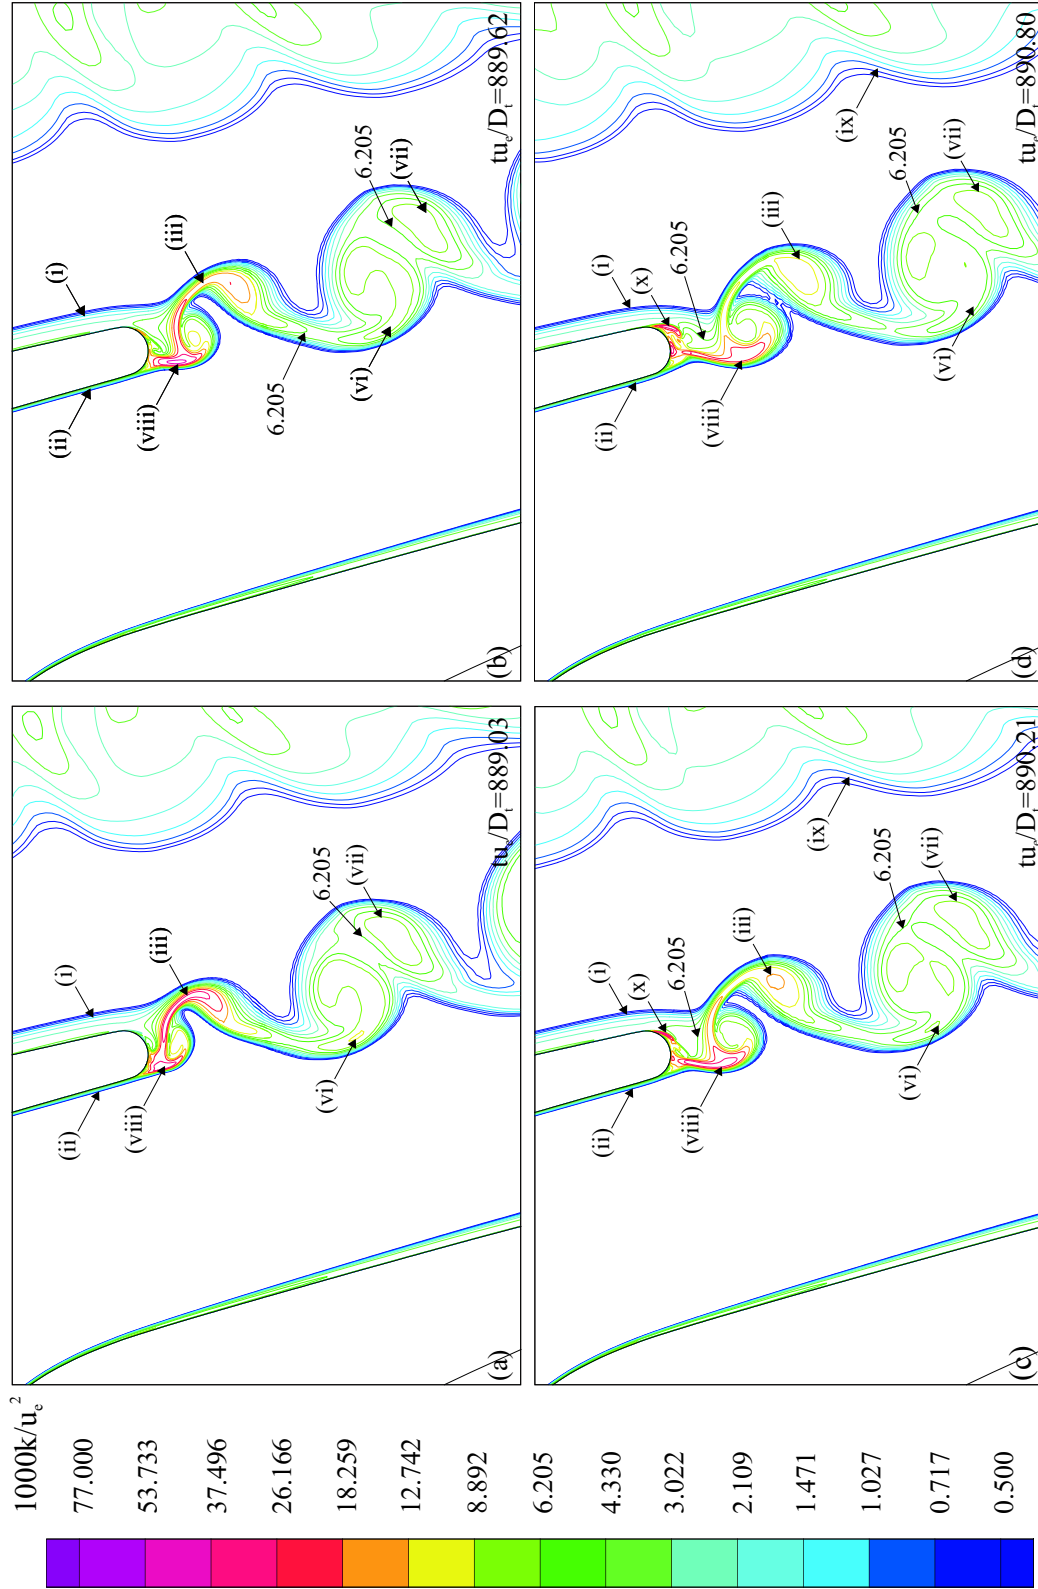 1000k/u_e^2
77.000
53.733
37.496
26.166
18.259
12.742
8.892
6.205
4.330
3.022
2.109
1.471
1.027
0.717
0.500
(a)
(i)
(ii)
(iii)
(viii)
(vi)
6.205
(vii)
tu_e/D_t=889.03
(b)
(i)
(ii)
(iii)
(viii)
6.205
(vi)
6.205
(vii)
tu_e/D_t=889.62
(c)
(i)
(x)
(ii)
6.205
(iii)
(viii)
(vi)
6.205
(vii)
(ix)
tu_e/D_t=890.21
(d)
(i)
(x)
(ii)
6.205
(iii)
(viii)
(vi)
6.205
(vii)
(ix)
tu_e/D_t=890.80